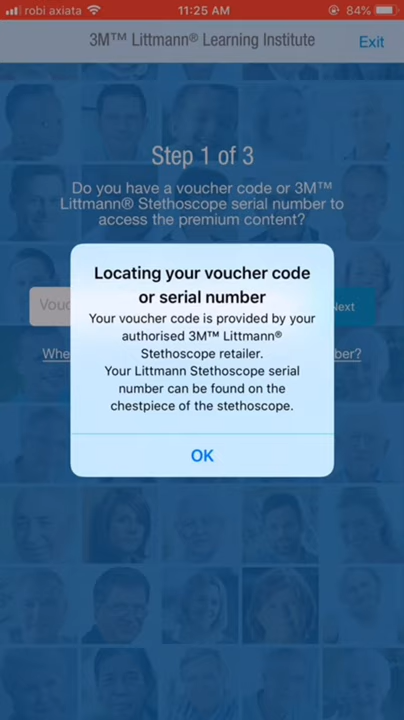 robi axiata 11:25 AM 84%
3M™ Littmann® Learning Institute Exit
Step 1 of 3
Do you have a voucher code or 3M™
Littmann® Stethoscope serial number to
access the premium content?
Locating your voucher code
or serial number
Your voucher code is provided by your
authorised 3M™ Littmann®
Stethoscope retailer.
Your Littmann Stethoscope serial
number can be found on the
chestpiece of the stethoscope.
OK
Next